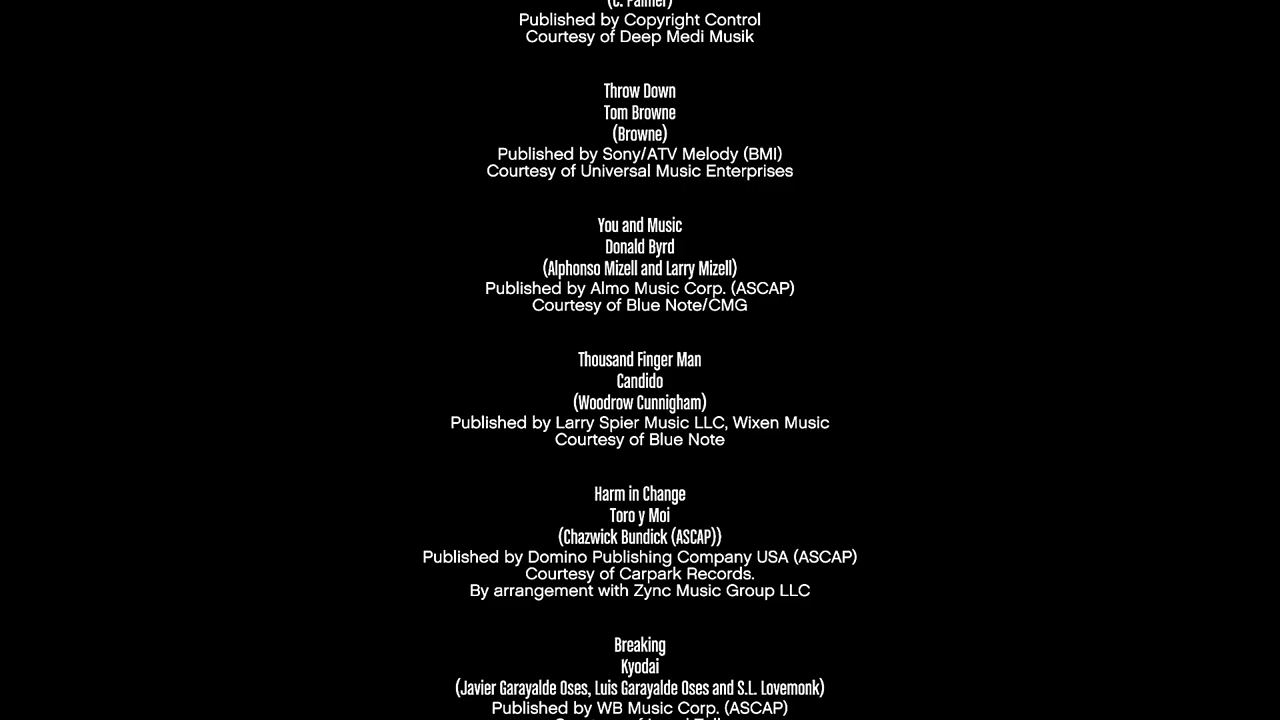 (C. Palmer)
Published by Copyright Control
Courtesy of Deep Medi Musik
Throw Down
Tom Browne
(Browne)
Published by Sony/ATV Melody (BMI)
Courtesy of Universal Music Enterprises
You and Music
Donald Byrd
(Alphonso Mizell and Larry Mizell)
Published by Almo Music Corp. (ASCAP)
Courtesy of Blue Note/CMG
Thousand Finger Man
Candido
(Woodrow Cunnigham)
Published by Larry Spier Music LLC, Wixen Music
Courtesy of Blue Note
Harm in Change
Toro y Moi
(Chazwick Bundick (ASCAP))
Published by Domino Publishing Company USA (ASCAP)
Courtesy of Carpark Records.
By arrangement with Zync Music Group LLC
Breaking
Kyodai
(Javier Garayalde Oses, Luis Garayalde Oses and S.L. Lovemonk)
Published by WB Music Corp. (ASCAP)